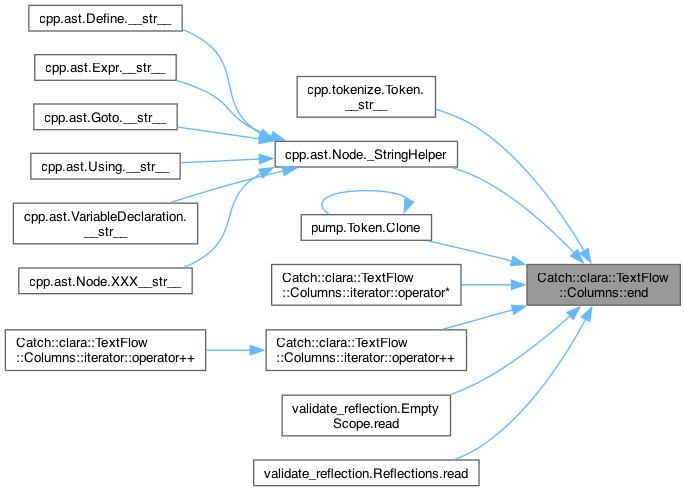 cpp.ast.Define.__str__
cpp.ast.Expr.__str__
cpp.ast.Goto.__str__
cpp.ast.Using.__str__
cpp.ast.VariableDeclaration.
__str__
cpp.ast.Node.XXX__str__
Catch::clara::TextFlow
::Columns::iterator::operator++
cpp.tokenize.Token.
__str__
cpp.ast.Node._StringHelper
pump.Token.Clone
Catch::clara::TextFlow
::Columns::iterator::operator*
Catch::clara::TextFlow
::Columns::iterator::operator++
validate_reflection.Empty
Scope.read
validate_reflection.Reflections.read
Catch::clara::TextFlow
::Columns::end